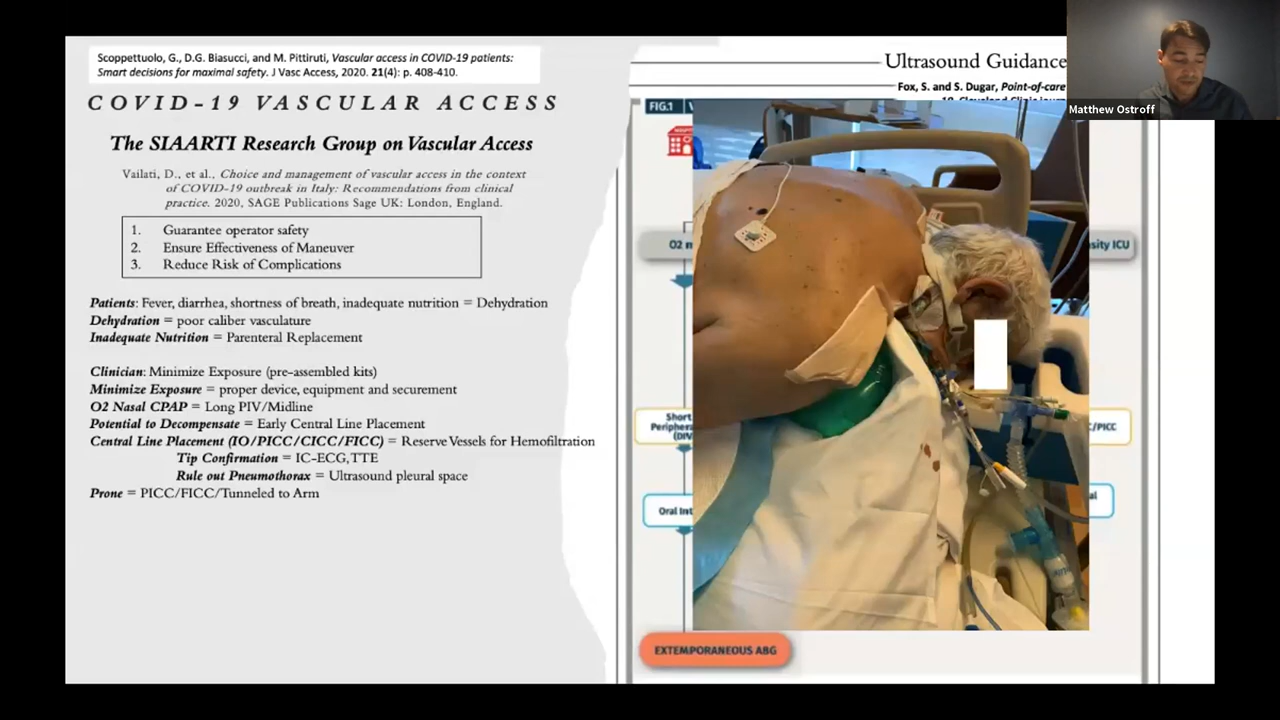 Scoppettuolo, G., D.G. Biasucci, and M. Pittiruti, Vascular access in COVID-19 patients:
Smart decisions for maximal safety. J Vasc Access, 2020. 21(4): p. 408-410.
COVID-19 VASCULAR ACCESS
The SIAARTI Research Group on Vascular Access
Vailati, D., et al., Choice and management of vascular access in the context
of COVID-19 outbreak in Italy: Recommendations from clinical
practice. 2020, SAGE Publications Sage UK: London, England.
1. Guarantee operator safety
2. Ensure Effectiveness of Maneuver
3. Reduce Risk of Complications
Patients: Fever, diarrhea, shortness of breath, inadequate nutrition = Dehydration
Dehydration = poor caliber vasculature
Inadequate Nutrition = Parenteral Replacement
Clinician: Minimize Exposure (pre-assembled kits)
Minimize Exposure = proper device, equipment and securement
O2 Nasal CPAP = Long PIV/Midline
Potential to Decompensate = Early Central Line Placement
Central Line Placement (IO/PICC/CICC/FICC) = Reserve Vessels for Hemofiltration
Tip Confirmation = IC-ECG, TTE
Rule out Pneumothorax = Ultrasound pleural space
Prone = PICC/FICC/Tunneled to Arm
Ultrasound Guidance
Fox, S. and S. Dugar, Point-of-care
FIG.1
O2
ICU
Short
(DIV
/PICC
Oral
EXTEMPORANEOUS ABG
Matthew Ostroff